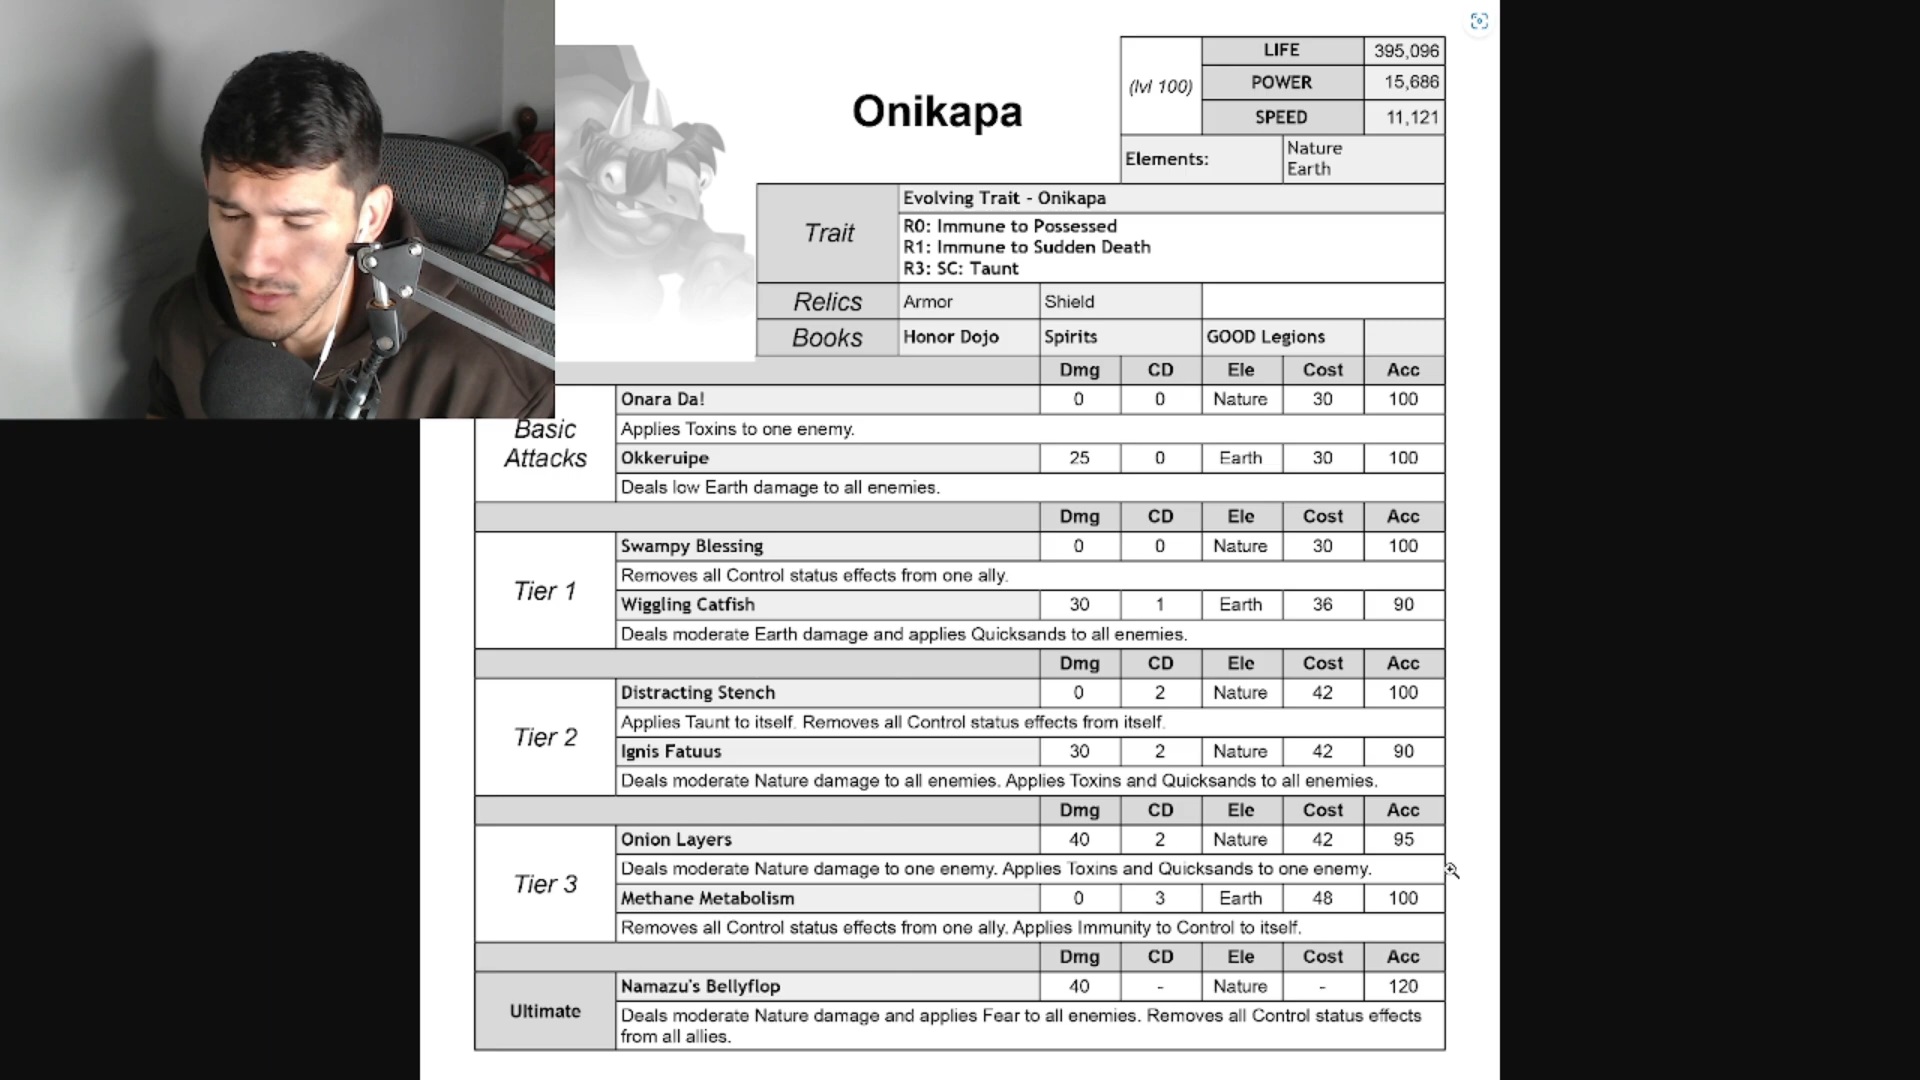 Onikapa
(lvl 100)
LIFE 395,096
POWER 15,686
SPEED 11,121
Elements: Nature
Earth
Trait
Evolving Trait - Onikapa
R0: Immune to Possessed
R1: Immune to Sudden Death
R3: SC: Taunt
Relics Armor Shield
Books Honor Dojo Spirits GOOD Legions
Dmg CD Ele Cost Acc
Basic
Attacks
Onara Da! 0 0 Nature 30 100
Applies Toxins to one enemy.
Okkeruipe 25 0 Earth 30 100
Deals low Earth damage to all enemies.
Dmg CD Ele Cost Acc
Tier 1
Swampy Blessing 0 0 Nature 30 100
Removes all Control status effects from one ally.
Wiggling Catfish 30 1 Earth 36 90
Deals moderate Earth damage and applies Quicksands to all enemies.
Dmg CD Ele Cost Acc
Tier 2
Distracting Stench 0 2 Nature 42 100
Applies Taunt to itself. Removes all Control status effects from itself.
Ignis Fatuus 30 2 Nature 42 90
Deals moderate Nature damage to all enemies. Applies Toxins and Quicksands to all enemies.
Dmg CD Ele Cost Acc
Tier 3
Onion Layers 40 2 Nature 42 95
Deals moderate Nature damage to one enemy. Applies Toxins and Quicksands to one enemy.
Methane Metabolism 0 3 Earth 48 100
Removes all Control status effects from one ally. Applies Immunity to Control to itself.
Dmg CD Ele Cost Acc
Ultimate
Namazu's Bellyflop 40 - Nature - 120
Deals moderate Nature damage and applies Fear to all enemies. Removes all Control status effects
from all allies.